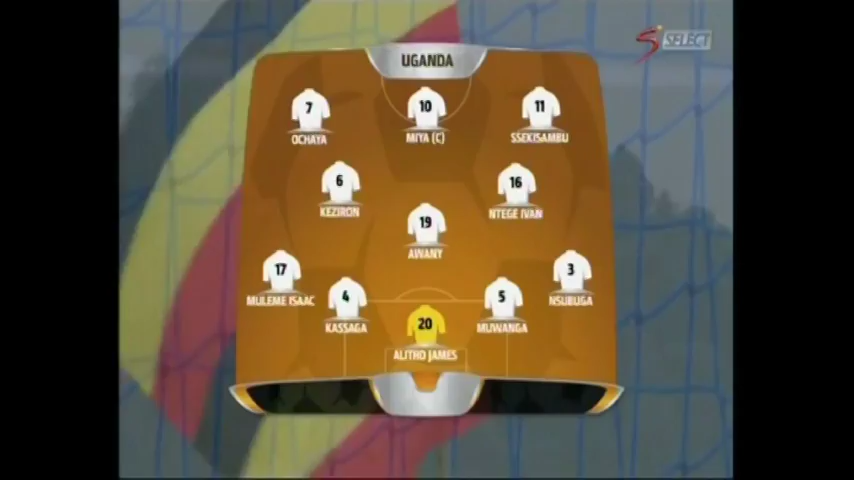 SELECT
UGANDA
7
OCHAYA
10
MIYA (C)
11
SSEKISAMBU
6
KEZIRON
16
NTEGE IVAN
19
AWANY
17
MULEME ISAAC
4
KASSAGA
5
MUWANGA
3
NSUBUGA
20
ALITRO JAMES